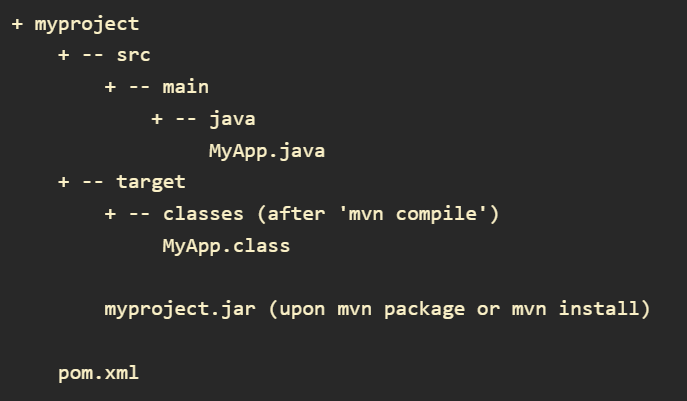 + myproject
    + -- src
        + -- main
            + -- java
                 MyApp.java
    + -- target
        + -- classes (after 'mvn compile')
             MyApp.class
        myproject.jar (upon mvn package or mvn install)
    pom.xml